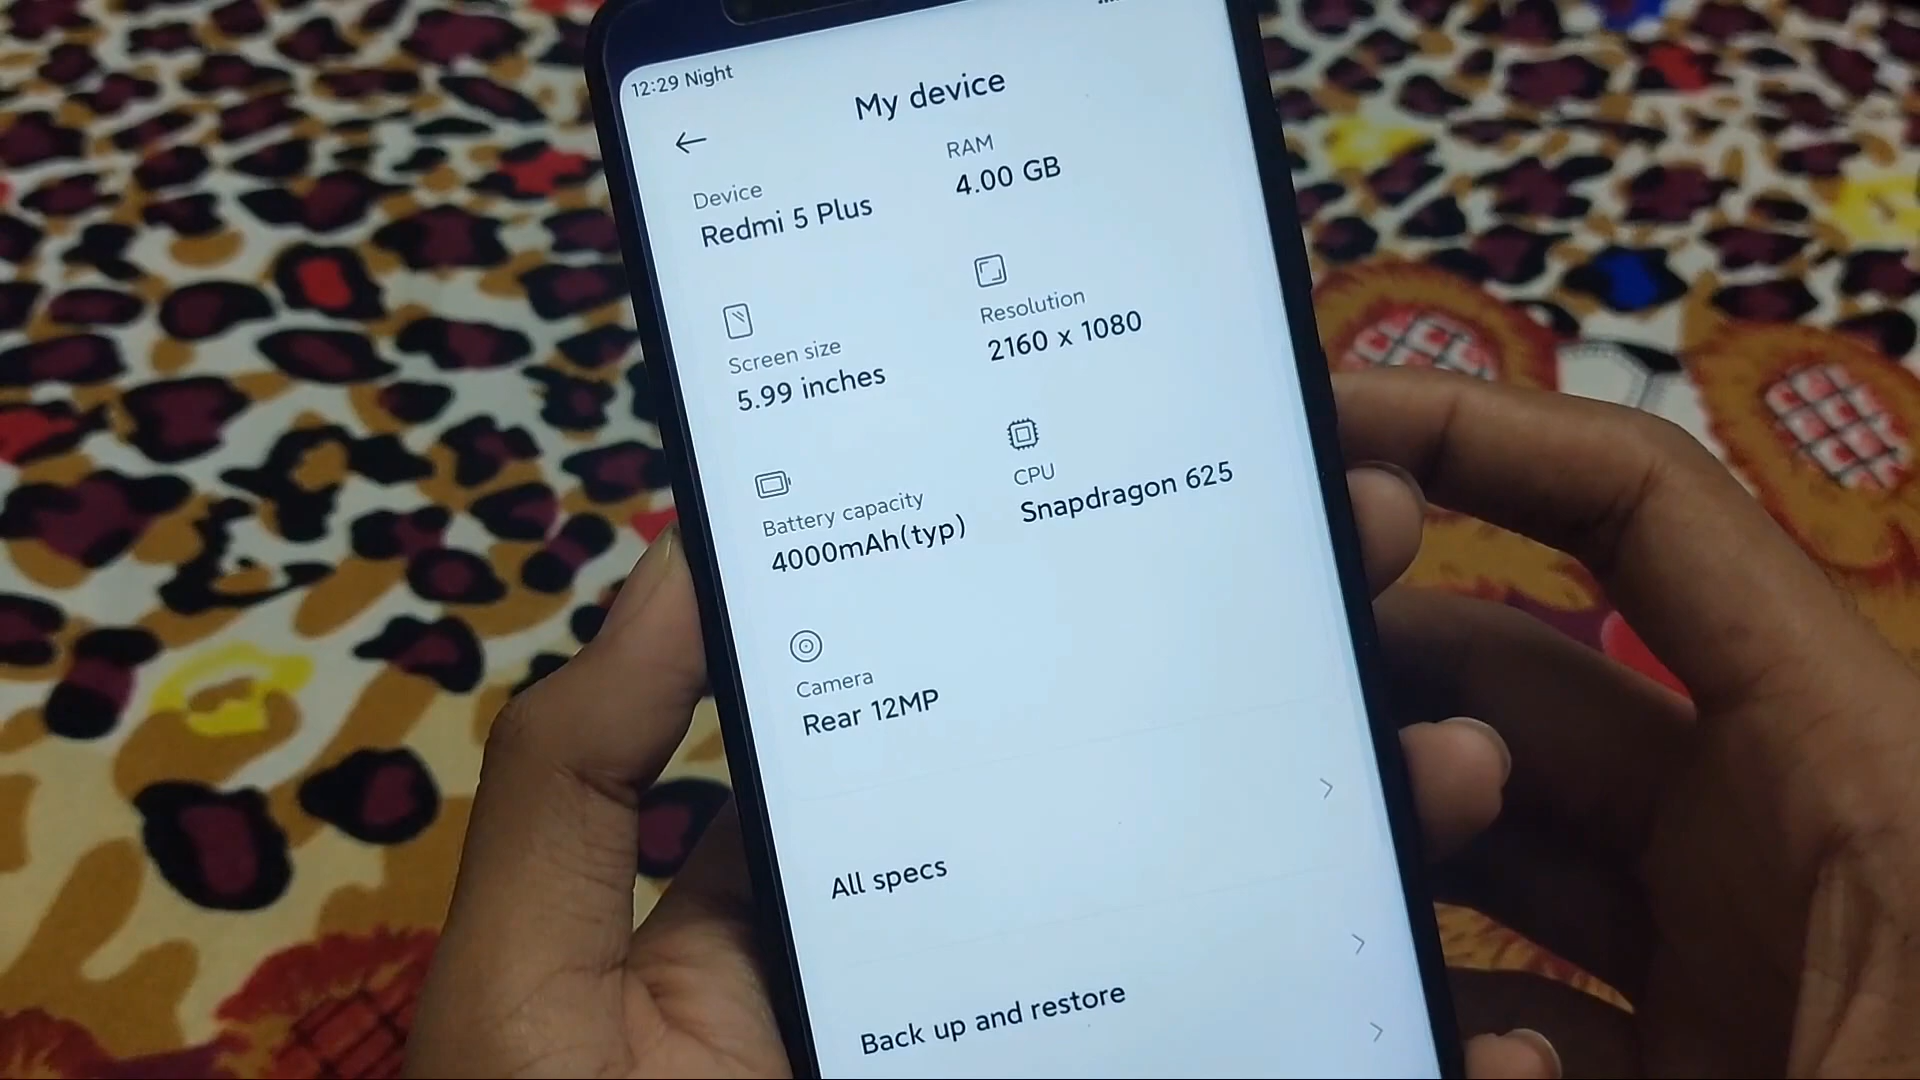 12:29 Night
My device
Device
Redmi 5 Plus
RAM
4.00 GB
Screen size
5.99 inches
Resolution
2160 x 1080
Battery capacity
4000mAh(typ)
CPU
Snapdragon 625
Camera
Rear 12MP
All specs
Back up and restore